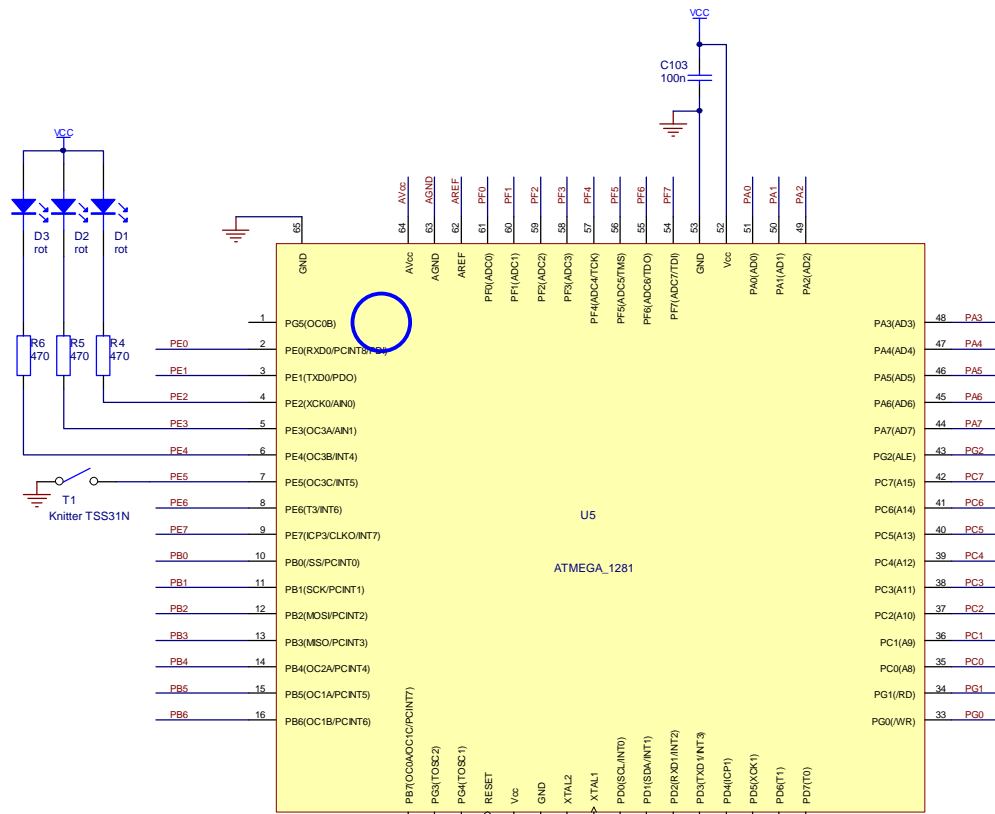 VCC
C103
100n
VCC
D3
rot
D2
rot
D1
rot
R6
470
R5
470
R4
470
AVcc
AGND
AREF
PF0
PF1
PF2
PF3
PF4
PF5
PF6
PF7
PA0
PA1
PA2
65
64
63
62
61
60
59
58
57
56
55
54
53
52
51
50
49
GND
AVcc
AGND
AREF
PF0(ADC0)
PF1(ADC1)
PF2(ADC2)
PF3(ADC3)
PF4(ADC4/TCK)
PF5(ADC5/TMS)
PF6(ADC6/TDO)
PF7(ADC7/TDI)
GND
Vcc
PA0(AD0)
PA1(AD1)
PA2(AD2)
1 PG5(OC0B)
PE0 2 PE0(RXD0/PCINT8/PDI)
PE1 3 PE1(TXD0/PDO)
PE2 4 PE2(XCK0/AIN0)
PE3 5 PE3(OC3A/AIN1)
PE4 6 PE4(OC3B/INT4)
PE5 7 PE5(OC3C/INT5)
PE6 8 PE6(T3/INT6)
PE7 9 PE7(ICP3/CLKO/INT7)
PB0 10 PB0(/SS/PCINT0)
PB1 11 PB1(SCK/PCINT1)
PB2 12 PB2(MOSI/PCINT2)
PB3 13 PB3(MISO/PCINT3)
PB4 14 PB4(OC2A/PCINT4)
PB5 15 PB5(OC1A/PCINT5)
PB6 16 PB6(OC1B/PCINT6)
T1
Knitter TSS31N
U5
ATMEGA_1281
PA3(AD3) 48 PA3
PA4(AD4) 47 PA4
PA5(AD5) 46 PA5
PA6(AD6) 45 PA6
PA7(AD7) 44 PA7
PG2(ALE) 43 PG2
PC7(A15) 42 PC7
PC6(A14) 41 PC6
PC5(A13) 40 PC5
PC4(A12) 39 PC4
PC3(A11) 38 PC3
PC2(A10) 37 PC2
PC1(A9) 36 PC1
PC0(A8) 35 PC0
PG1(/RD) 34 PG1
PG0(/WR) 33 PG0
PB7(OC0A/OC1C/PCINT7)
PG3(TOSC2)
PG4(TOSC1)
RESET
Vcc
GND
XTAL2
XTAL1
PD0(SCL/INT0)
PD1(SDA/INT1)
PD2(RXD1/INT2)
PD3(TXD1/INT3)
PD4(ICP1)
PD5(XCK1)
PD6(T1)
PD7(T0)